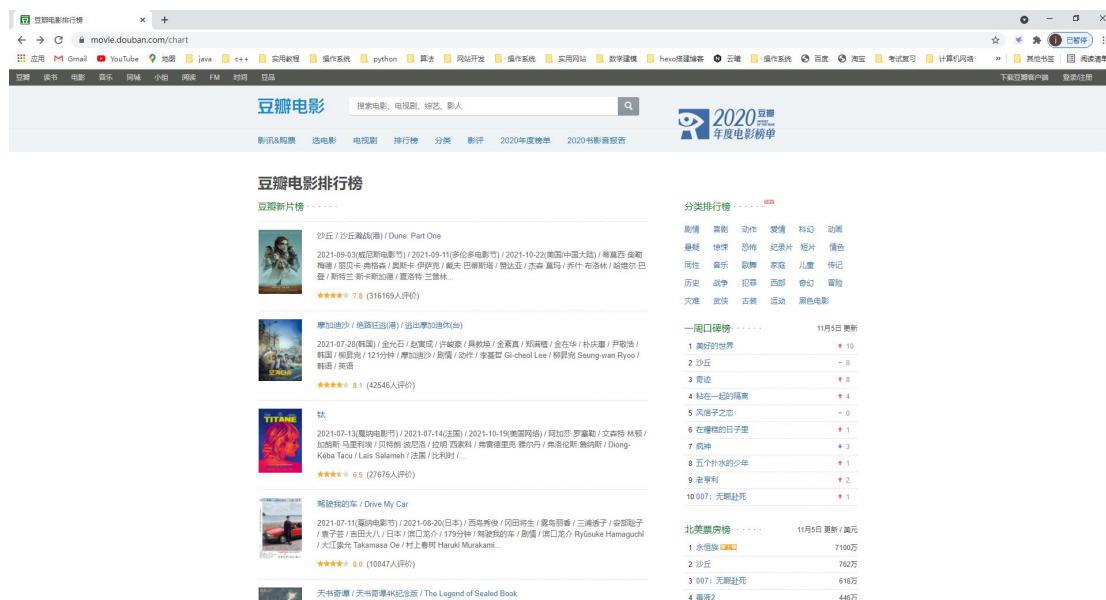 豆瓣电影排行榜
movie.douban.com/chart
已暂停
应用 Gmail YouTube 地图 java c++ 实用教程 操作系统 python 算法 网站开发 操作系统 实用网站 数学建模 hexo搭建博客 云曦 操作系统 百度 淘宝 考试复习 计算机网络 » 其他书签 阅读清单
豆瓣 读书 电影 音乐 同城 小组 阅读 FM 时间 豆品 下载豆瓣客户端 登录/注册
豆瓣电影
搜索电影、电视剧、综艺、影人
2020 豆瓣
年度电影榜单
影讯&购票 选电影 电视剧 排行榜 分类 影评 2020年度榜单 2020书影音报告
豆瓣电影排行榜
豆瓣新片榜 · · · · · ·
沙丘 / 沙丘瀚战(港) / Dune: Part One
2021-09-03(威尼斯电影节) / 2021-09-11(多伦多电影节) / 2021-10-22(美国/中国大陆) / 蒂莫西·柴勒
梅德 / 丽贝卡·弗格森 / 奥斯卡·伊萨克 / 戴夫·巴蒂斯塔 / 赞达亚 / 杰森·莫玛 / 乔什·布洛林 / 哈维尔·巴
登 / 斯特兰·斯卡斯加德 / 夏洛特·兰普林...
7.8 (316169人评价)
摩加迪沙 / 绝路狂逃(港) / 逃出摩加迪休(台)
2021-07-28(韩国) / 金允石 / 赵寅成 / 许峻豪 / 具教焕 / 金素真 / 郑满植 / 金在华 / 朴庆惠 / 尹敬浩 /
韩国 / 柳昇完 / 121分钟 / 摩加迪沙 / 剧情 / 动作 / 李基哲 Gi-cheol Lee / 柳昇完 Seung-wan Ryoo /
韩语 / 英语
8.1 (42546人评价)
TITANE
钛
2021-07-13(戛纳电影节) / 2021-07-14(法国) / 2021-10-19(美国网络) / 阿加莎·罗塞勒 / 文森特·林顿 /
加朗斯·马里利埃 / 贝特朗·波尼洛 / 拉明·西索科 / 弗雷德里克·雅尔丹 / 弗洛伦斯·詹纳斯 / Diong-
Kéba Tacu / Lais Salameh / 法国 / 比利时 /...
6.5 (27675人评价)
驾驶我的车 / Drive My Car
2021-07-11(戛纳电影节) / 2021-08-20(日本) / 西岛秀俊 / 冈田将生 / 雾岛丽香 / 三浦透子 / 安部聪子
/ 袁子芸 / 吉田大八 / 日本 / 滨口龙介 / 179分钟 / 驾驶我的车 / 剧情 / 滨口龙介 Ryûsuke Hamaguchi
/ 大江崇允 Takamasa Oe / 村上春树 Haruki Murakami...
8.0 (10047人评价)
天书奇谭 / 天书奇谭4K纪念版 / The Legend of Sealed Book
分类排行榜 · · · · · ·
剧情 喜剧 动作 爱情 科幻 动画
悬疑 惊悚 恐怖 纪录片 短片 情色
同性 音乐 歌舞 家庭 儿童 传记
历史 战争 犯罪 西部 奇幻 冒险
灾难 武侠 古装 运动 黑色电影
一周口碑榜 · · · · · · 11月5日 更新
1 美好的世界 10
2 沙丘 0
3 奇迹 8
4 粘在一起的隔离 4
5 风信子之恋 0
6 在糟糕的日子里 1
7 病神 3
8 五个扑水的少年 1
9 老亨利 2
10 007：无暇赴死 1
北美票房榜 · · · · · · 11月5日 更新 / 美元
1 永恒族 7100万
2 沙丘 762万
3 007：无暇赴死 618万
4 毒液2 446万